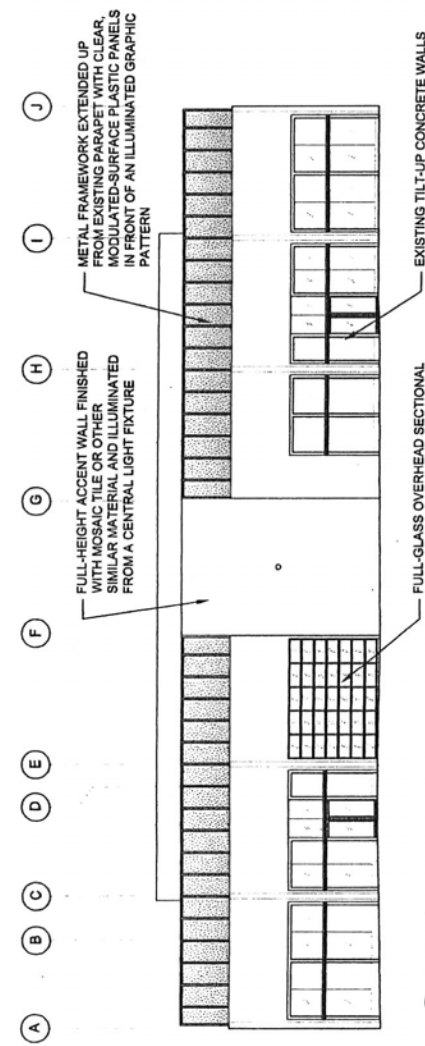 A
B
C
D
E
F
G
H
I
J
FULL-HEIGHT ACCENT WALL FINISHED
WITH MOSAIC TILE OR OTHER
SIMILAR MATERIAL AND ILLUMINATED
FROM A CENTRAL LIGHT FIXTURE
METAL FRAMEWORK EXTENDED UP
FROM EXISTING PARAPET WITH CLEAR,
MODULATED-SURFACE PLASTIC PANELS
IN FRONT OF AN ILLUMINATED GRAPHIC
PATTERN
FULL-GLASS OVERHEAD SECTIONAL
EXISTING TILT-UP CONCRETE WALLS